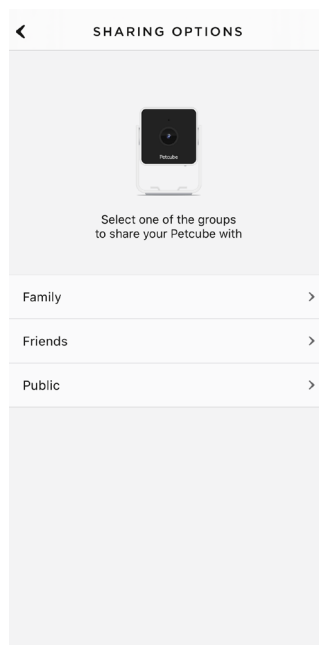 SHARING OPTIONS
Petcube
Select one of the groups
to share your Petcube with
Family
Friends
Public